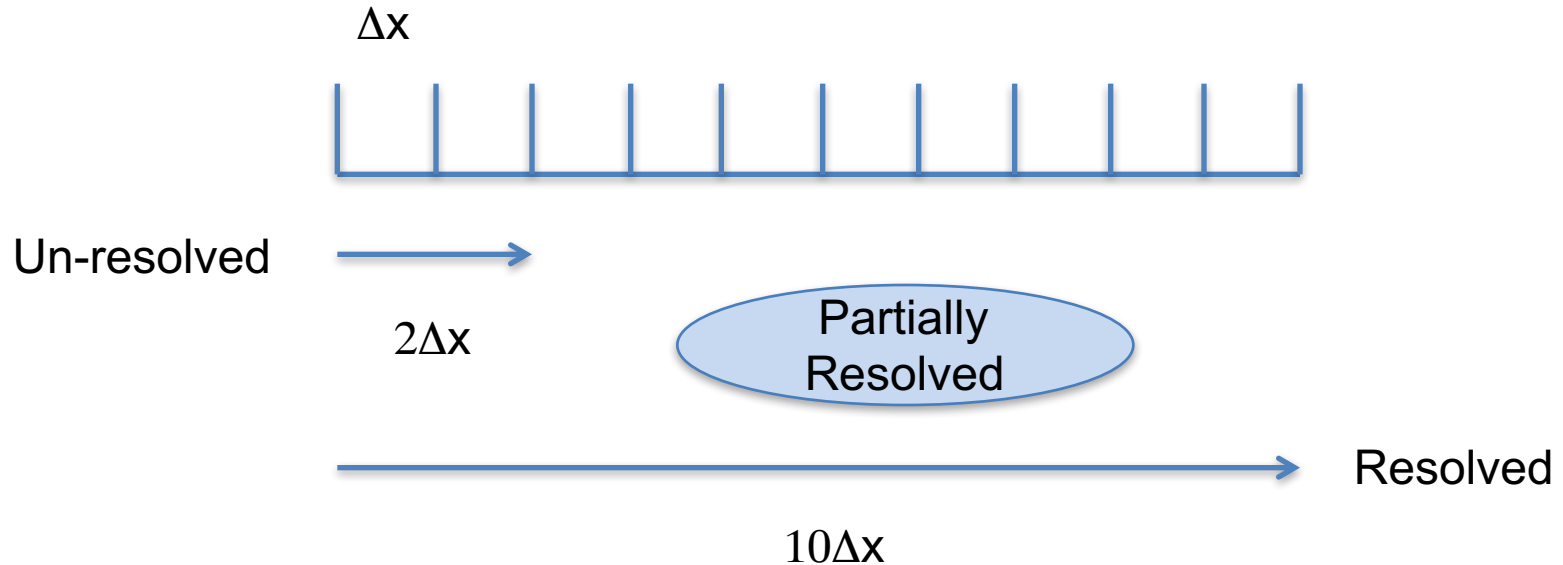 Δx
Un-resolved
2Δx
Partially
Resolved
Resolved
10Δx